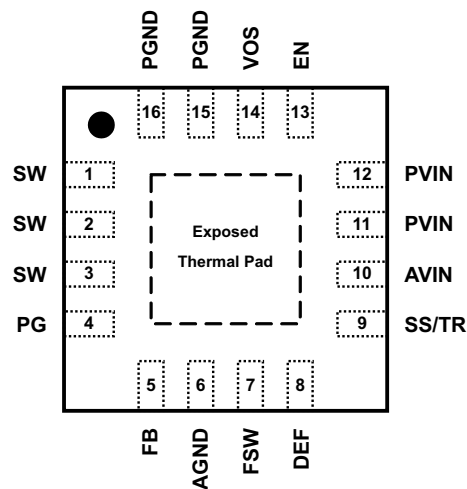 PGND PGND VOS EN
16 15 14 13
SW 1 12 PVIN
SW 2 11 PVIN
Exposed
Thermal Pad
SW 3 10 AVIN
PG 4 9 SS/TR
5 6 7 8
FB AGND FSW DEF